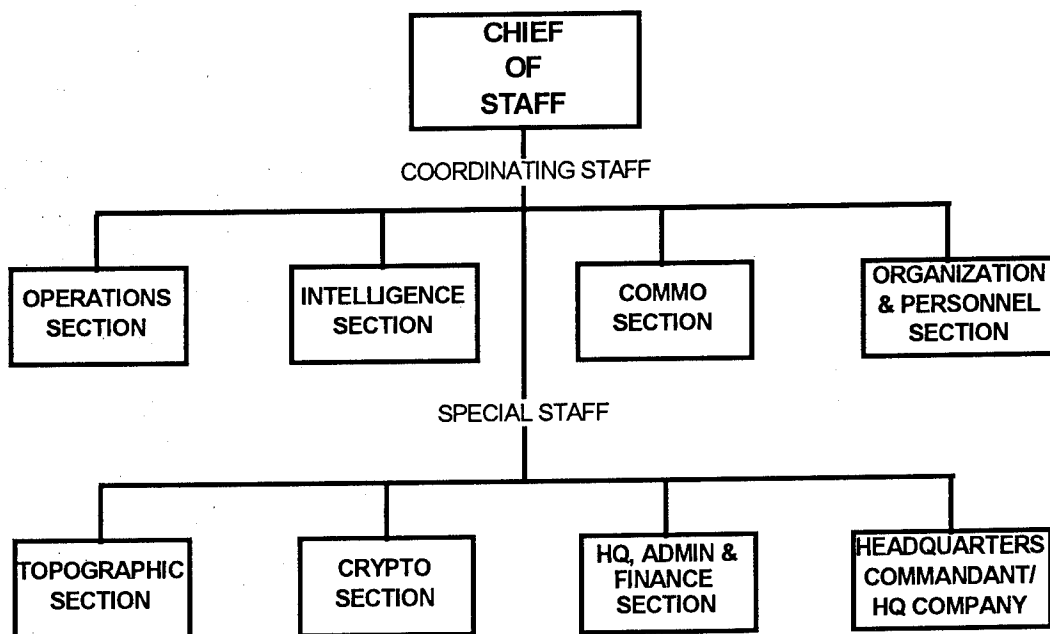 CHIEF
OF
STAFF
COORDINATING STAFF
OPERATIONS
SECTION
INTELLIGENCE
SECTION
COMMO
SECTION
ORGANIZATION
& PERSONNEL
SECTION
SPECIAL STAFF
TOPOGRAPHIC
SECTION
CRYPTO
SECTION
HQ, ADMIN &
FINANCE
SECTION
HEADQUARTERS
COMMANDANT/
HQ COMPANY